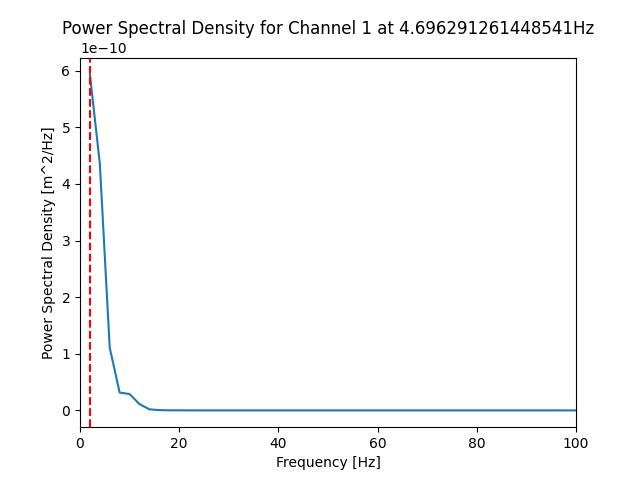 Power Spectral Density for Channel 1 at 4.696291261448541Hz
1e−10
6
5
4
3
2
1
0
Power Spectral Density [m^2/Hz]
0 20 40 60 80 100
Frequency [Hz]